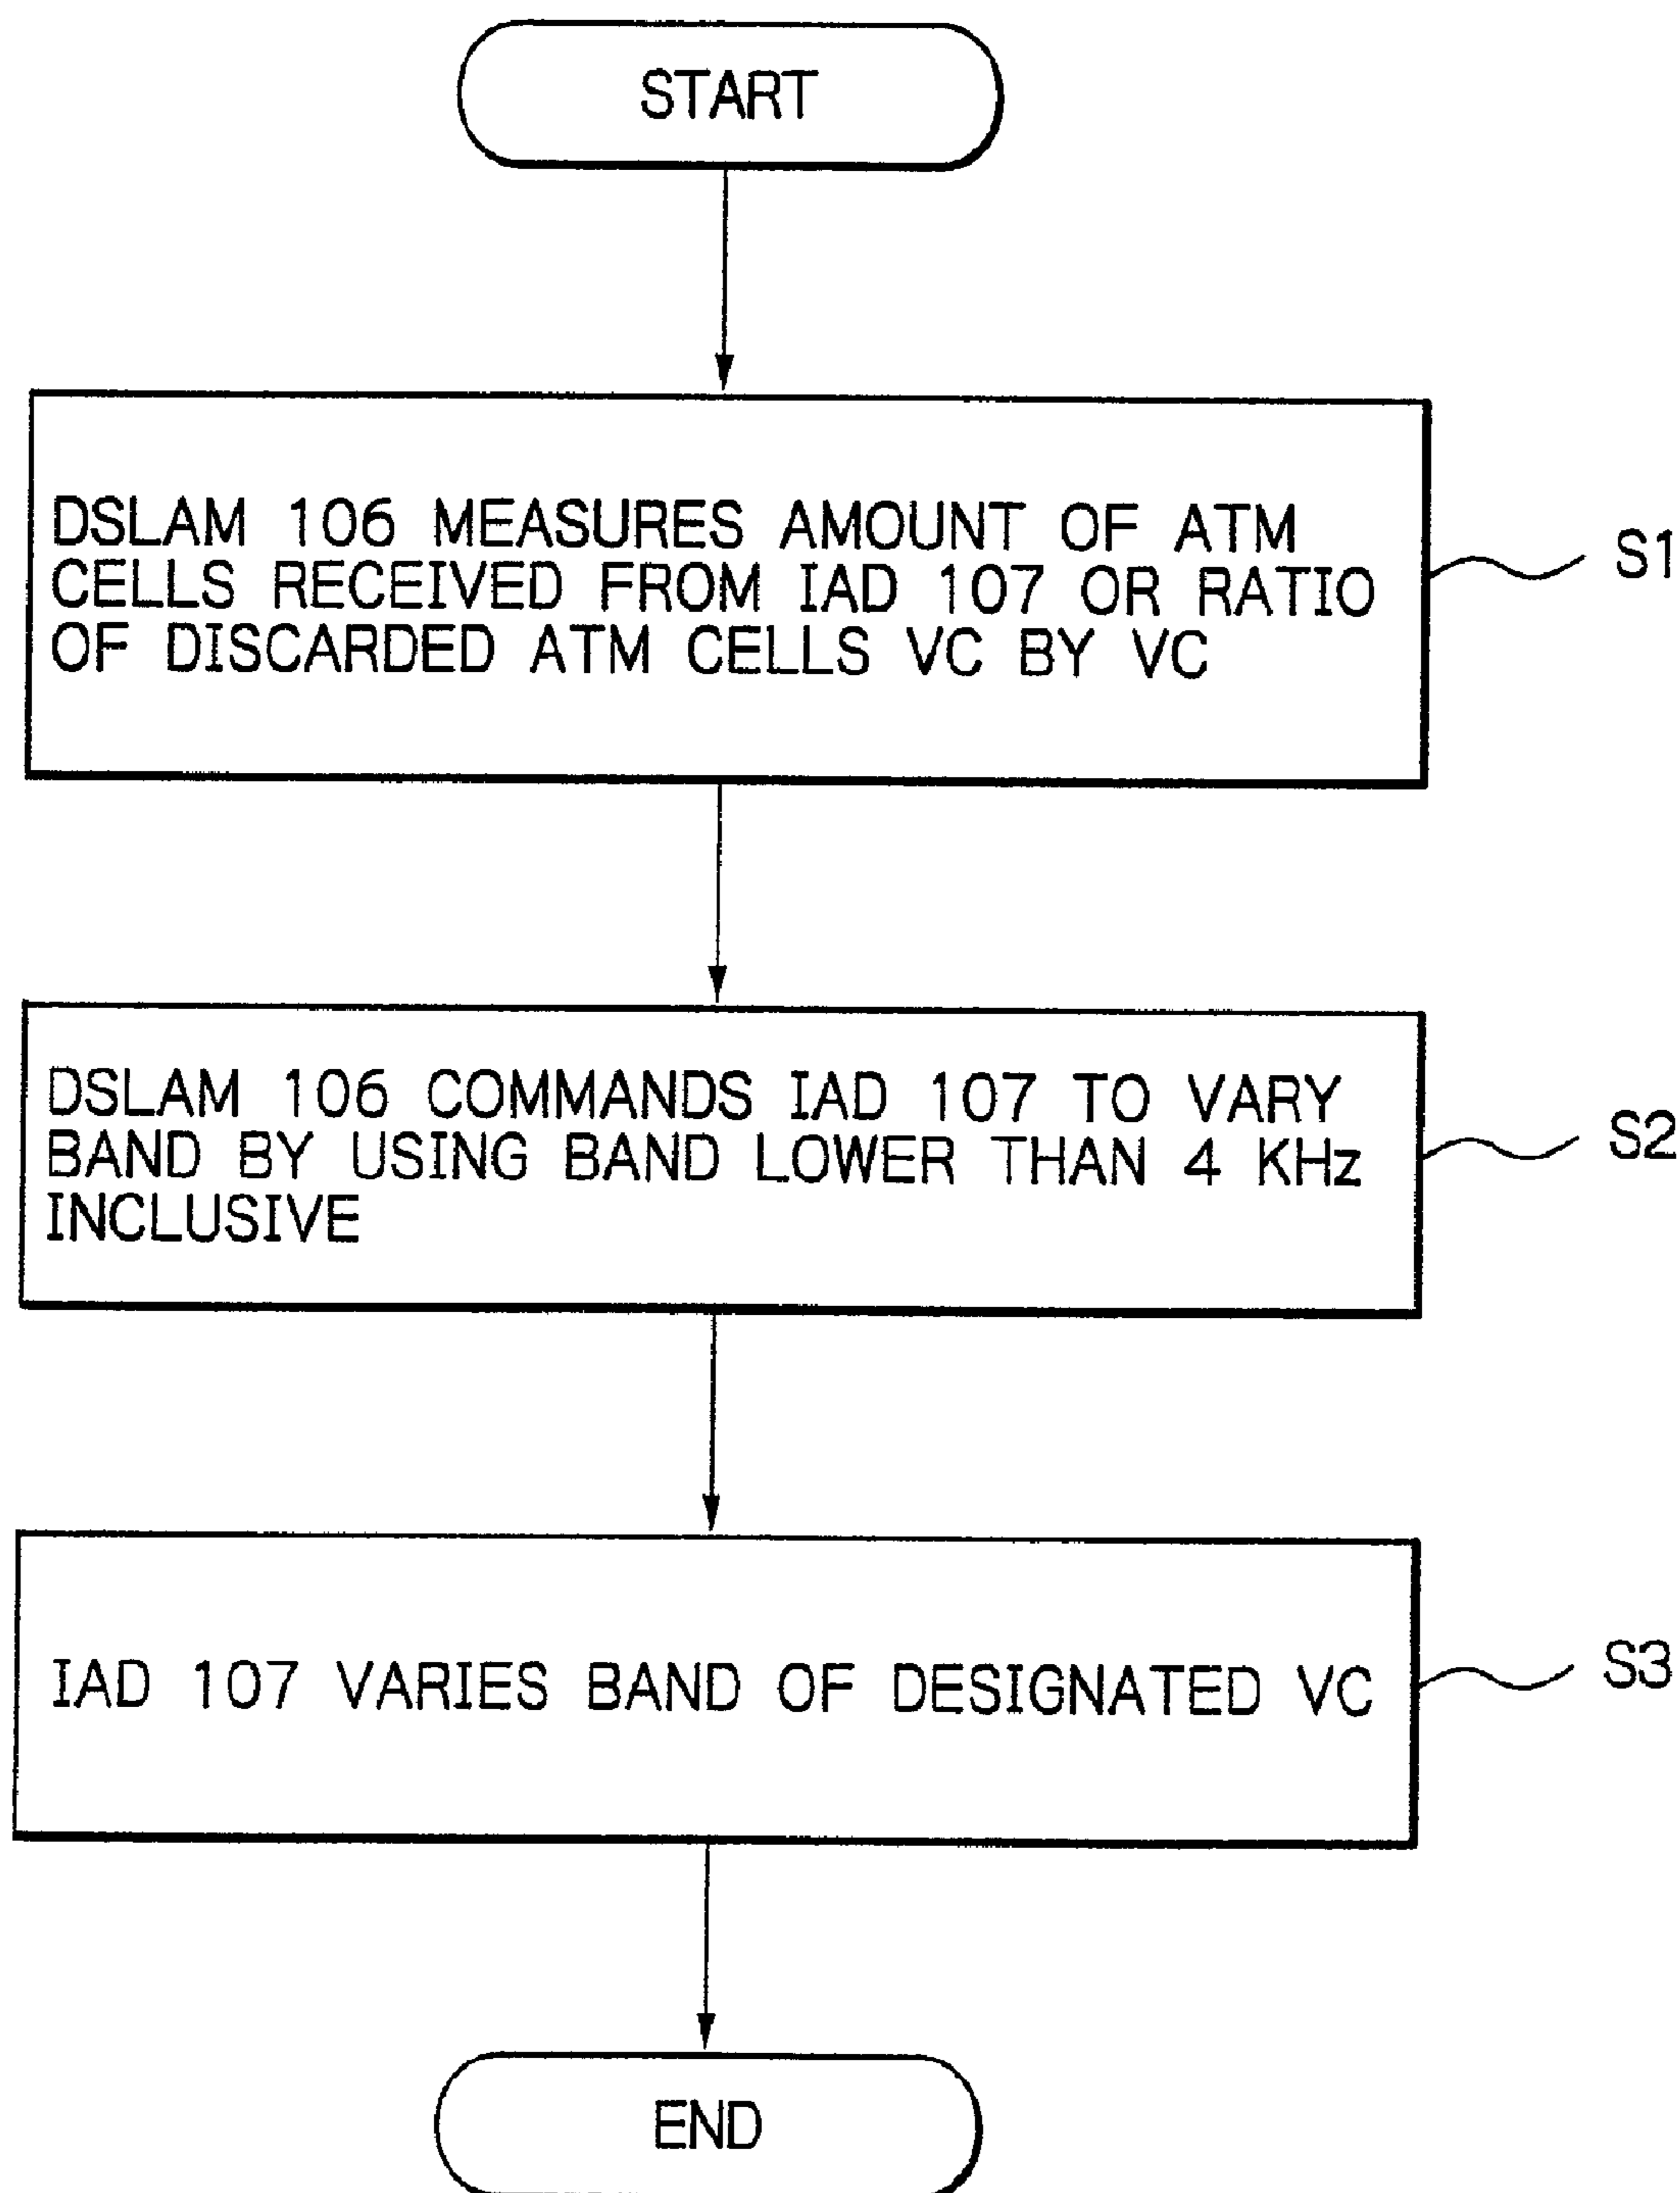 START
DSLAM 106 MEASURES AMOUNT OF ATM
CELLS RECEIVED FROM IAD 107 OR RATIO
OF DISCARDED ATM CELLS VC BY VC
S1
DSLAM 106 COMMANDS IAD 107 TO VARY
BAND BY USING BAND LOWER THAN 4 KHz
INCLUSIVE
S2
IAD 107 VARIES BAND OF DESIGNATED VC
S3
END